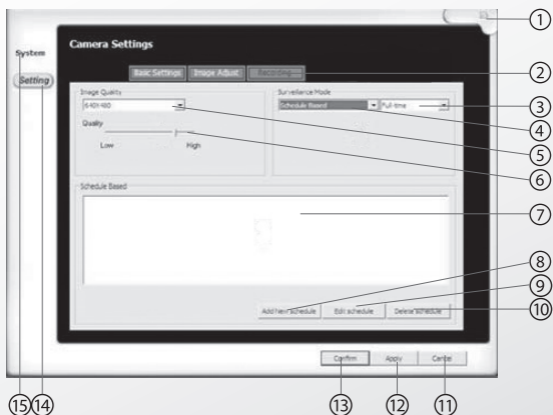 Camera Settings
System
Setting
Basic Settings Image Adjust Recording
Image Quality
640X480
Quality
Low High
Surveillance Mode
Schedule Based Full-time
Schedule Based
Add New schedule Edit schedule Delete schedule
Confirm Apply Cancel
1
2
3
4
5
6
7
8
9
10
11
12
13
14
15